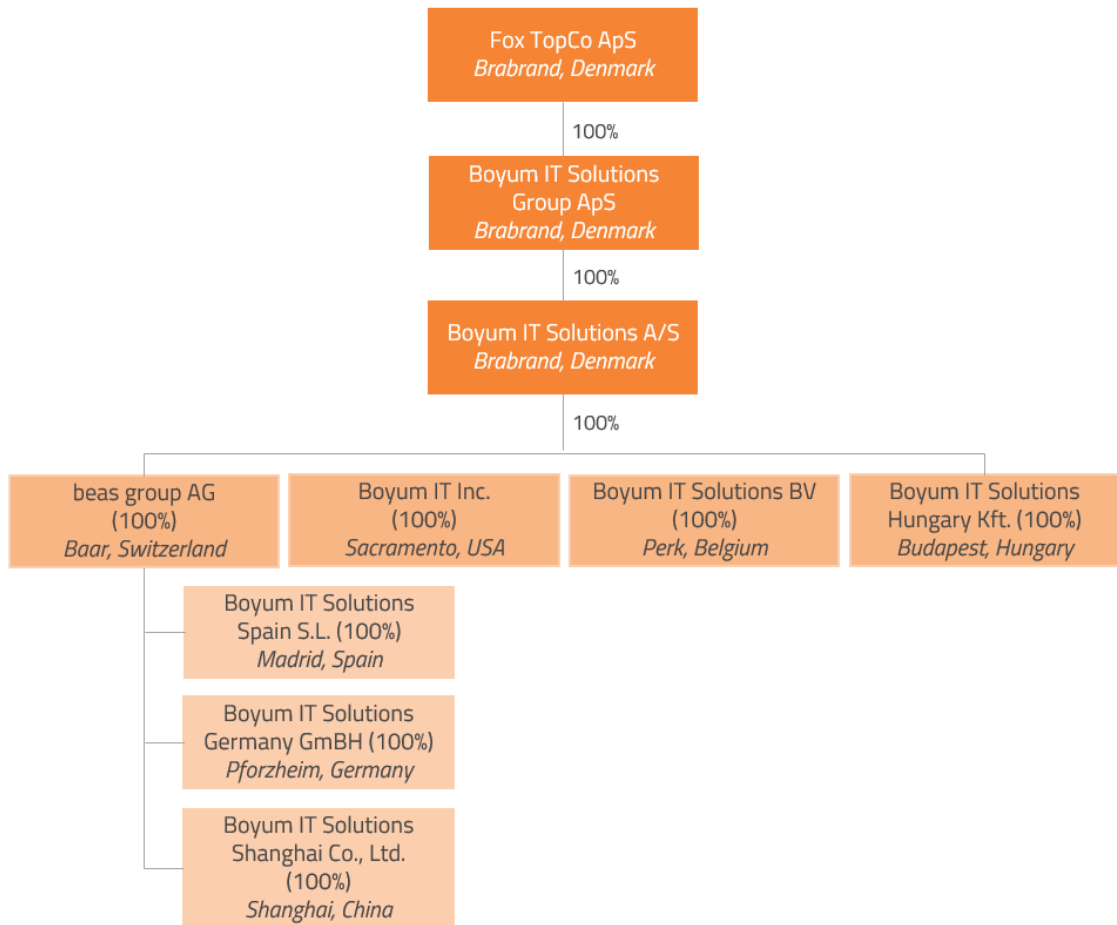 Fox TopCo ApS
Brabrand, Denmark
100%
Boyum IT Solutions
Group ApS
Brabrand, Denmark
100%
Boyum IT Solutions A/S
Brabrand, Denmark
100%
beas group AG
(100%)
Baar, Switzerland
Boyum IT Inc.
(100%)
Sacramento, USA
Boyum IT Solutions BV
(100%)
Perk, Belgium
Boyum IT Solutions
Hungary Kft. (100%)
Budapest, Hungary
Boyum IT Solutions
Spain S.L. (100%)
Madrid, Spain
Boyum IT Solutions
Germany GmBH (100%)
Pforzheim, Germany
Boyum IT Solutions
Shanghai Co., Ltd.
(100%)
Shanghai, China